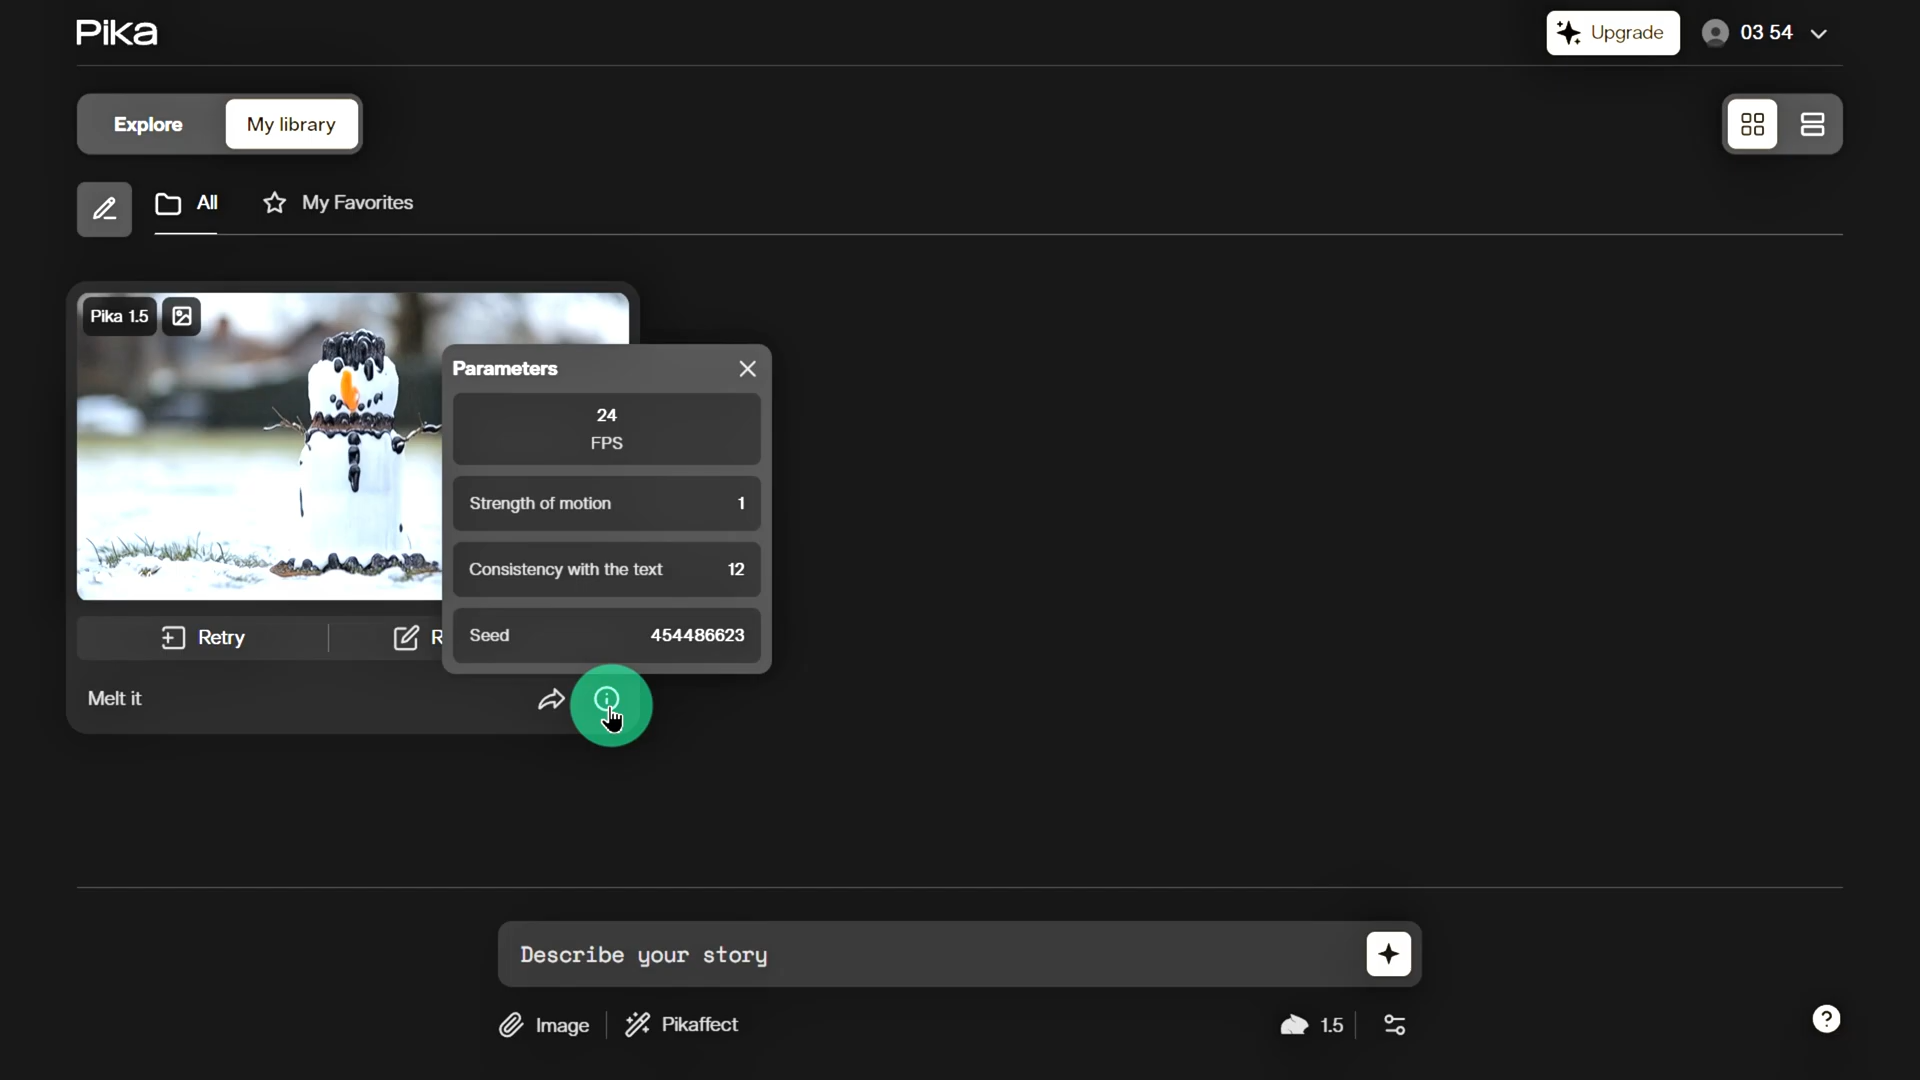 Pika
Upgrade
03 54
Explore
My library
All
My Favorites
Pika 1.5
Parameters
24
FPS
Strength of motion 1
Consistency with the text 12
Seed 454486623
Retry
R
Melt it
Describe your story
Image
Pikaffect
1.5
?